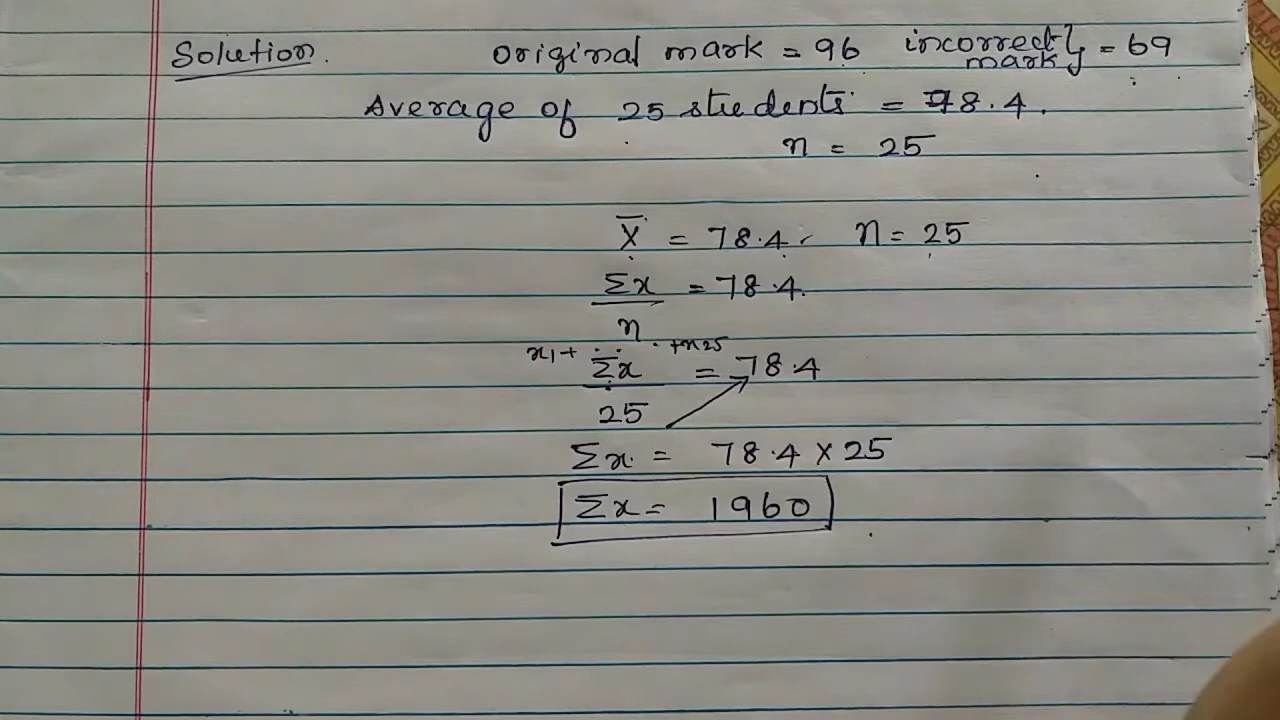 Solution. original mark = 96 incorrect mark } = 69
Average of 25 students = 78.4.
n = 25
X̄ = 78.4, n = 25
Σx = 78.4.
n
x1 + . . . . +x25
Σx = 78.4
25
Σx = 78.4 × 25
Σx = 1960